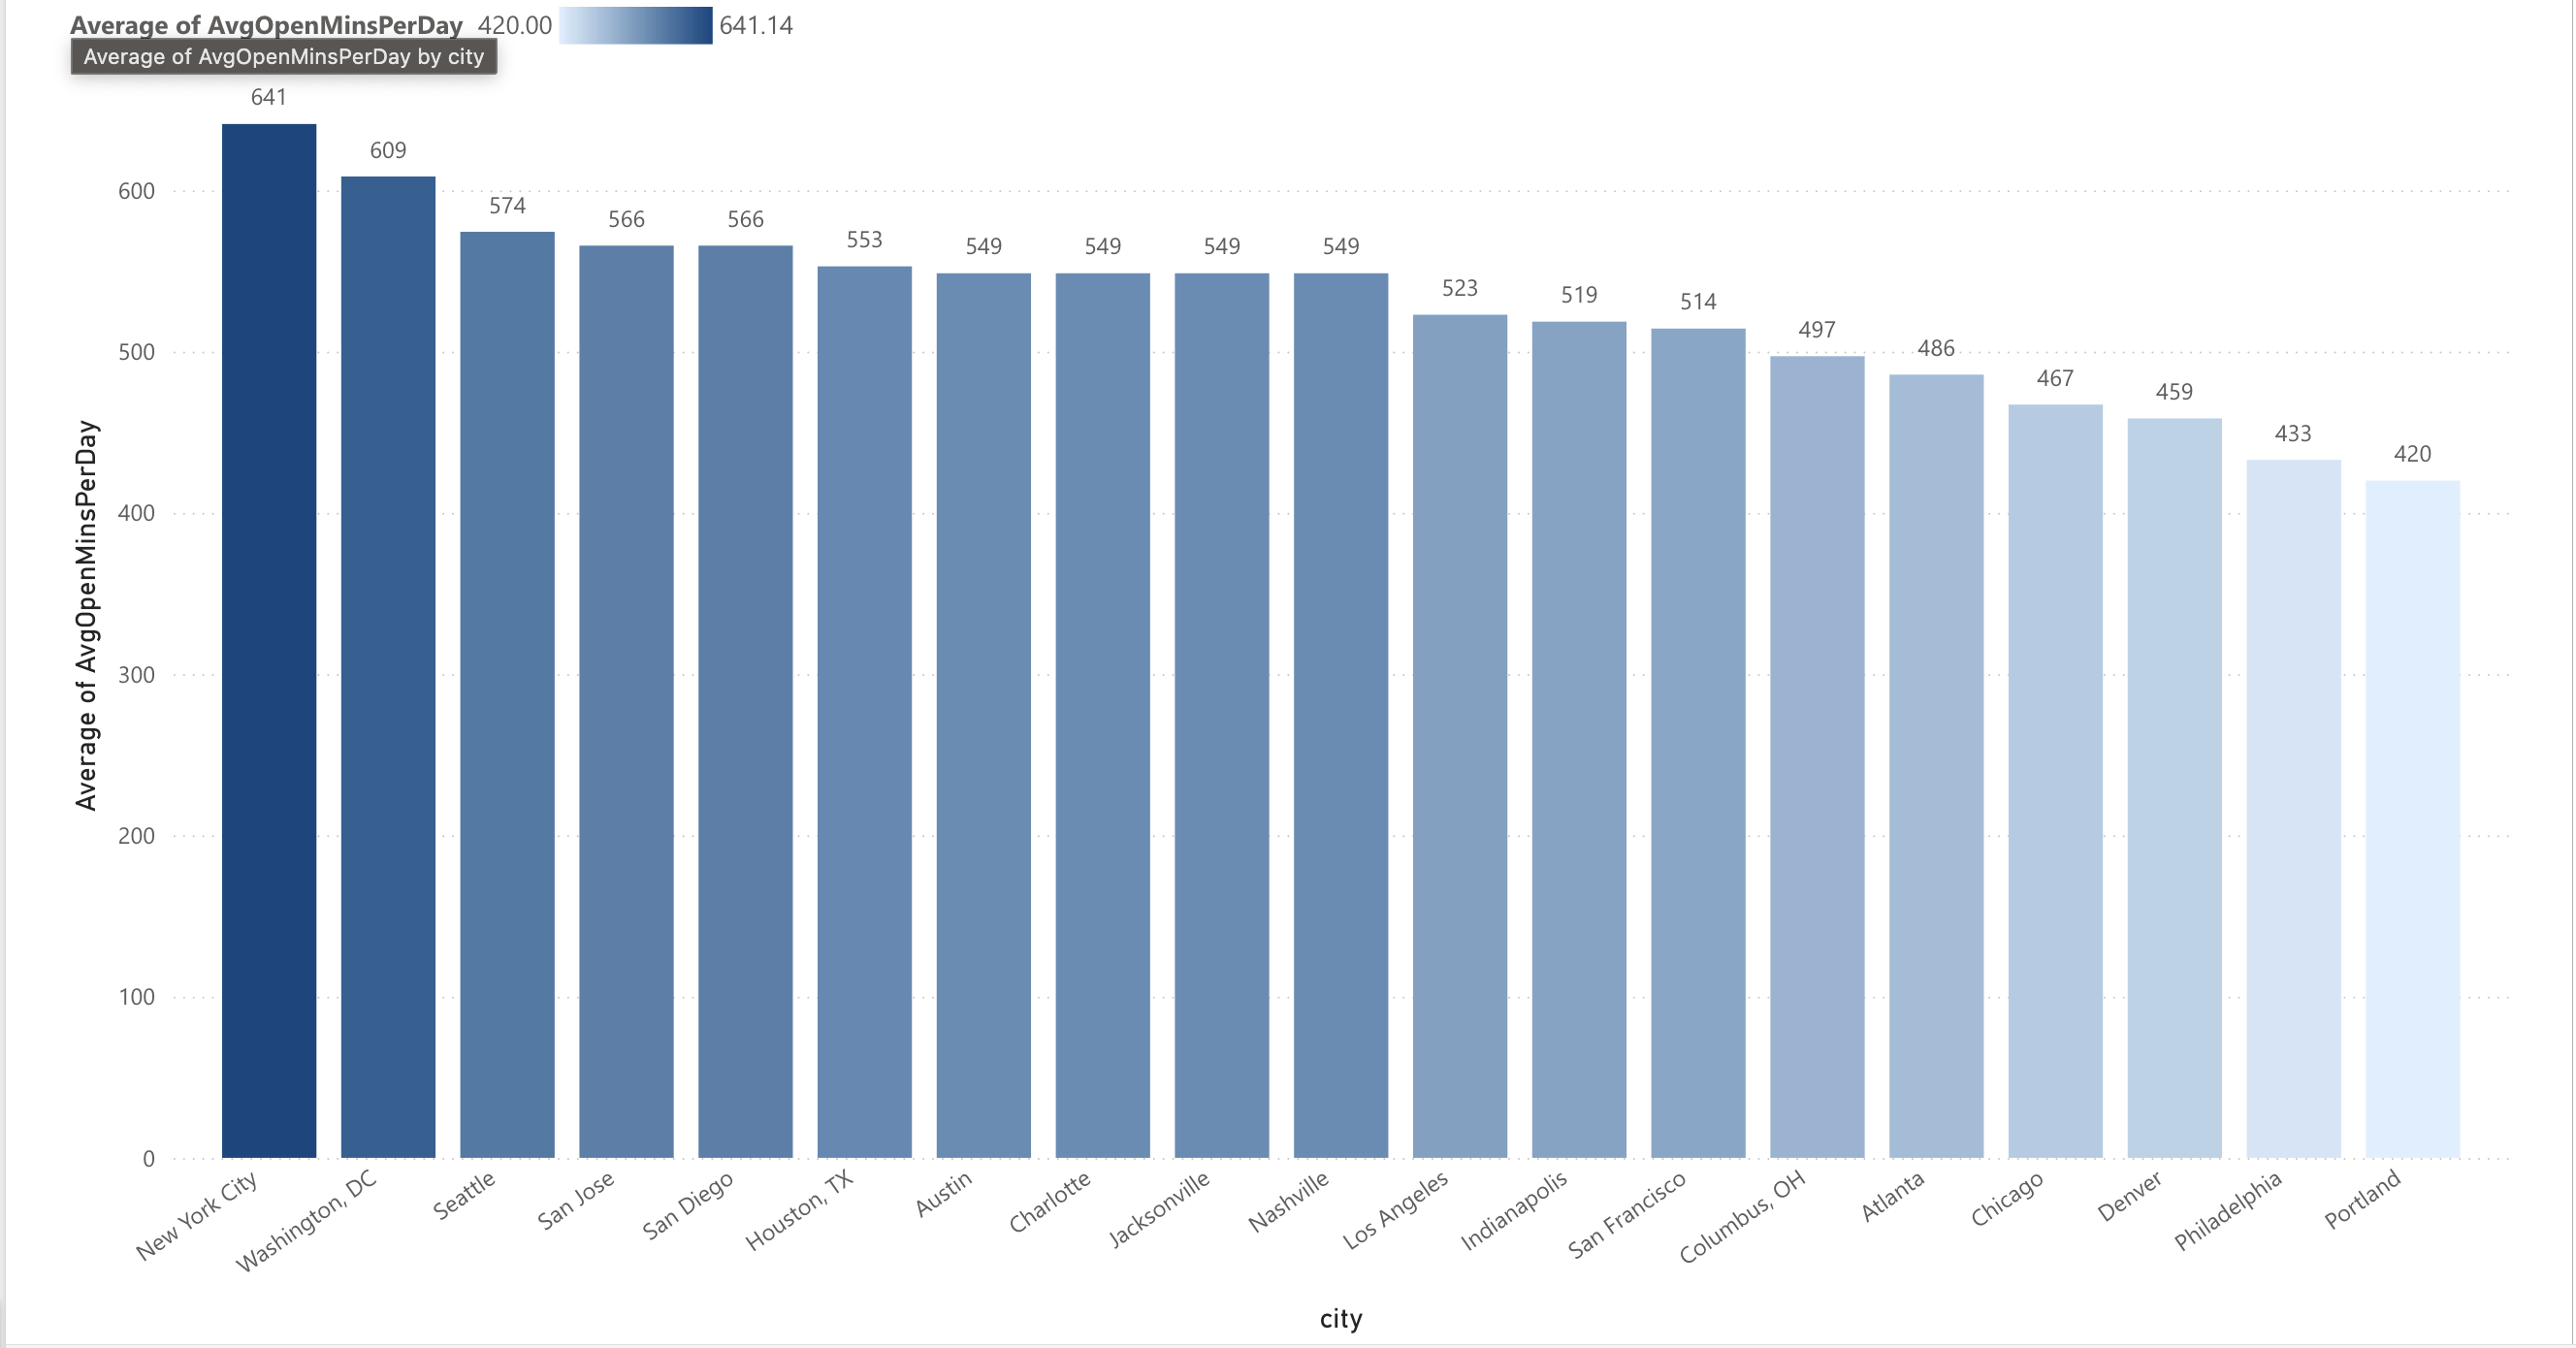 Average of AvgOpenMinsPerDay 420.00 641.14
Average of AvgOpenMinsPerDay by city
641
609
574
566
566
553
549
549
549
549
523
519
514
497
486
467
459
433
420
600
500
400
300
200
100
0
Average of AvgOpenMinsPerDay
New York City
Washington, DC
Seattle
San Jose
San Diego
Houston, TX
Austin
Charlotte
Jacksonville
Nashville
Los Angeles
Indianapolis
San Francisco
Columbus, OH
Atlanta
Chicago
Denver
Philadelphia
Portland
city